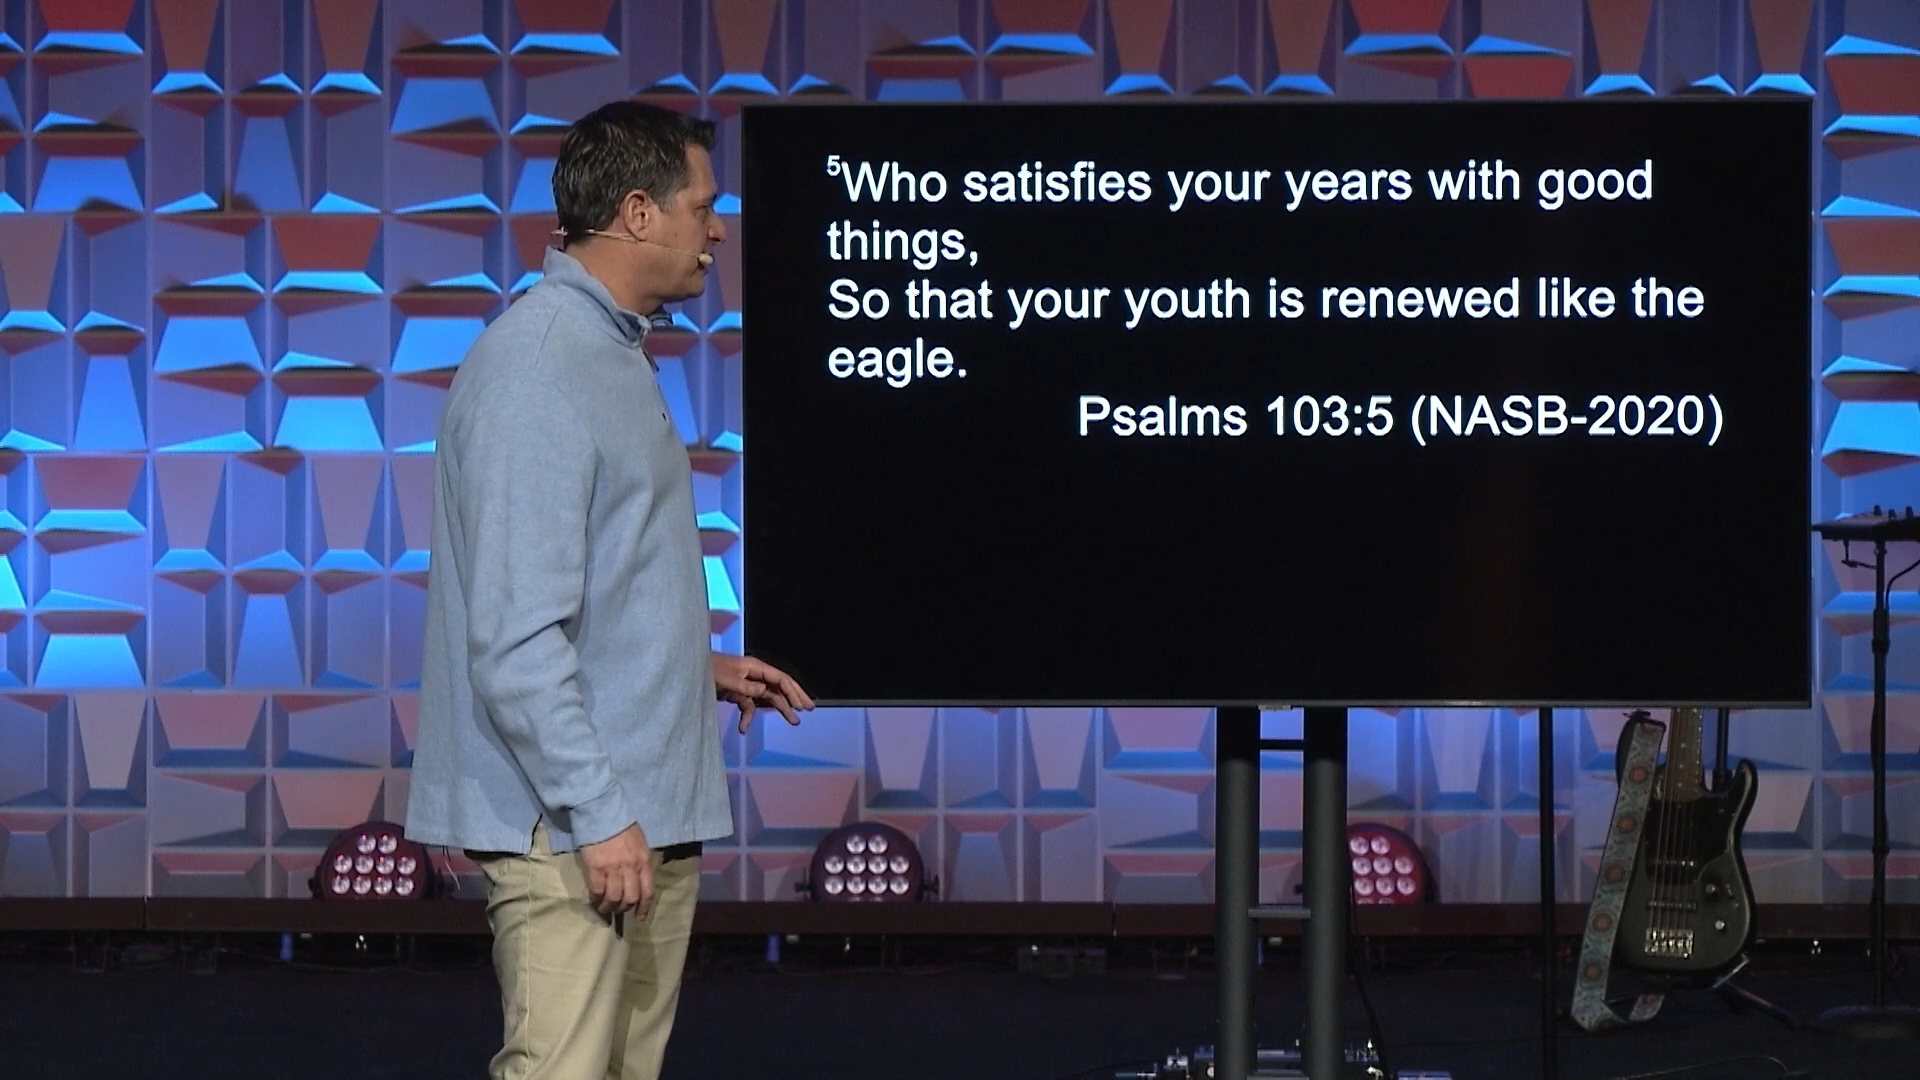 ⁵Who satisfies your years with good
things,
So that your youth is renewed like the
eagle.
Psalms 103:5 (NASB-2020)